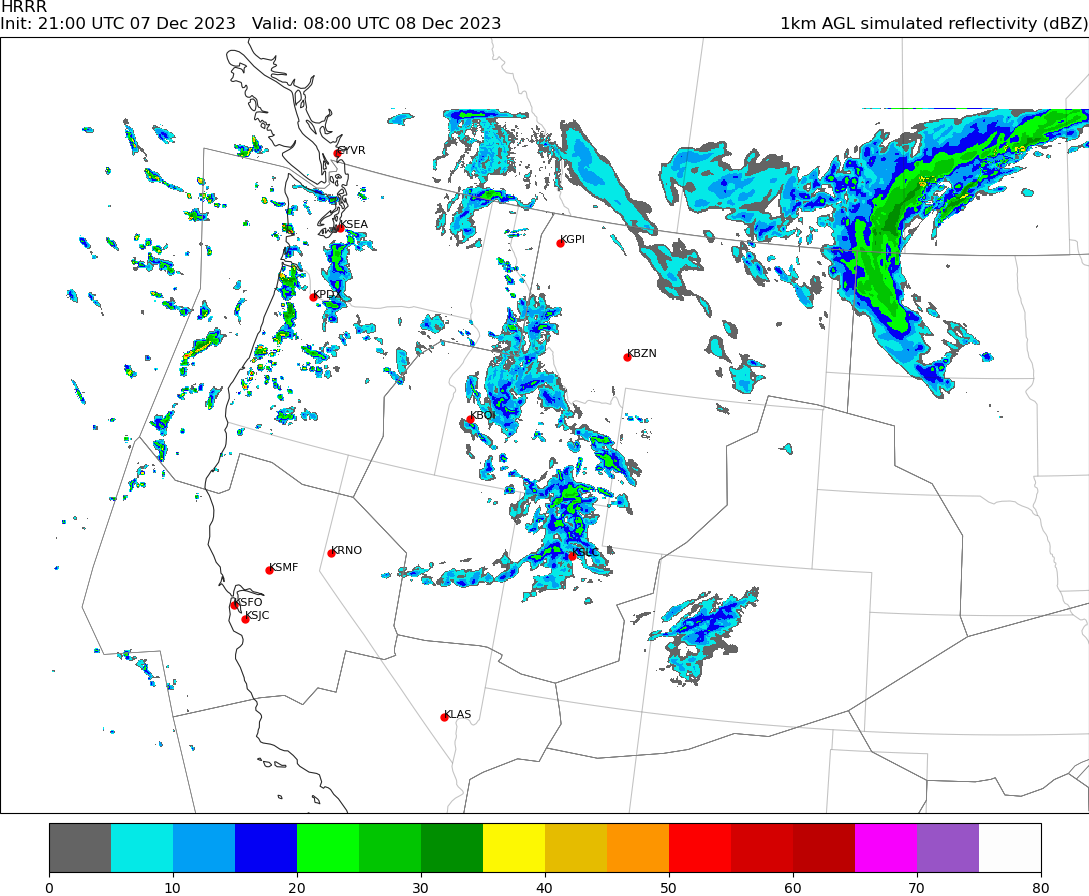 HRRR
Init: 21:00 UTC 07 Dec 2023   Valid: 08:00 UTC 08 Dec 2023
1km AGL simulated reflectivity (dBZ)
CYVR
KSEA
KGPI
KPDX
KBZN
KBOI
KRNO
KSLC
KSMF
KSFO
KSJC
KLAS
0 10 20 30 40 50 60 70 80